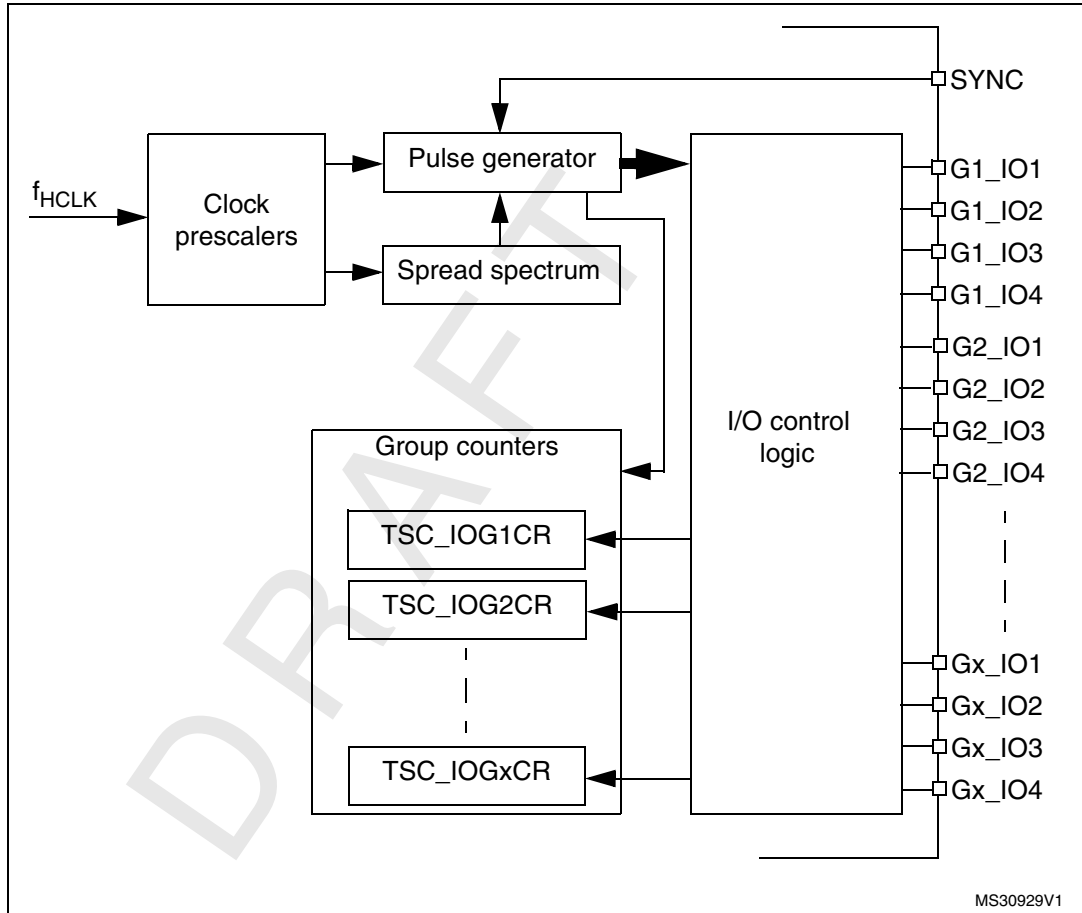 SYNC
Pulse generator
G1_IO1
fHCLK
Clock
prescalers
G1_IO2
G1_IO3
Spread spectrum
G1_IO4
G2_IO1
G2_IO2
I/O control
logic
G2_IO3
Group counters
G2_IO4
TSC_IOG1CR
TSC_IOG2CR
Gx_IO1
Gx_IO2
Gx_IO3
TSC_IOGxCR
Gx_IO4
DRAFT
MS30929V1